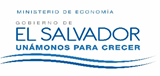 MINISTERIO DE ECONOMÍA
GOBIERNO DE
EL SALVADOR
UNÁMONOS PARA CRECER